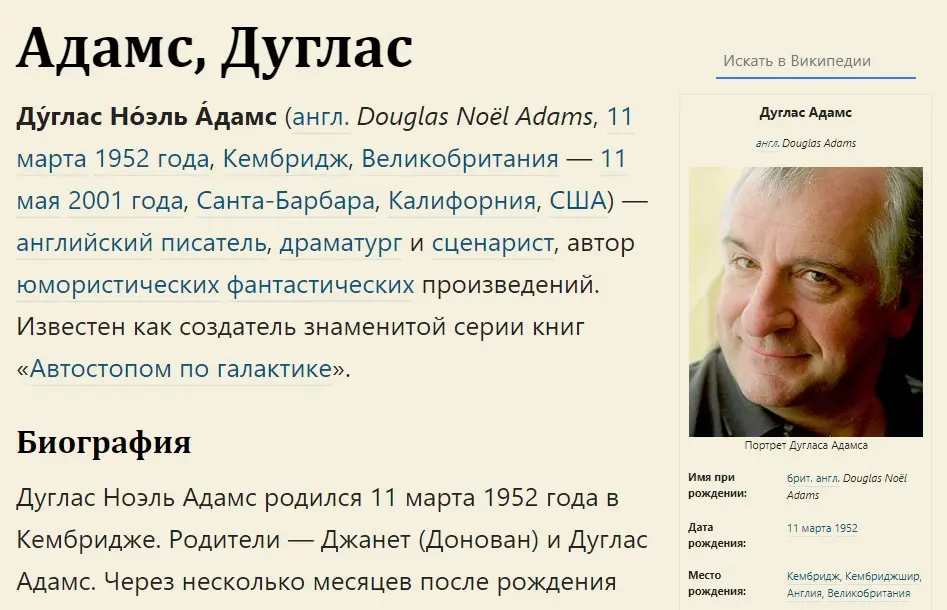 Адамс, Дуглас
Ду́глас Но́эль А́дамс (англ. Douglas Noël Adams, 11
марта 1952 года, Кембридж, Великобритания — 11
мая 2001 года, Санта-Барбара, Калифорния, США) —
английский писатель, драматург и сценарист, автор
юмористических фантастических произведений.
Известен как создатель знаменитой серии книг
«Автостопом по галактике».
Биография
Дуглас Ноэль Адамс родился 11 марта 1952 года в
Кембридже. Родители — Джанет (Донован) и Дуглас
Адамс. Через несколько месяцев после рождения
Искать в Википедии
Дуглас Адамс
англ. Douglas Adams
Портрет Дугласа Адамса
Имя при
рождении:
брит. англ. Douglas Noël
Adams
Дата
рождения:
11 марта 1952
Место
рождения:
Кембридж, Кембриджшир,
Англия, Великобритания